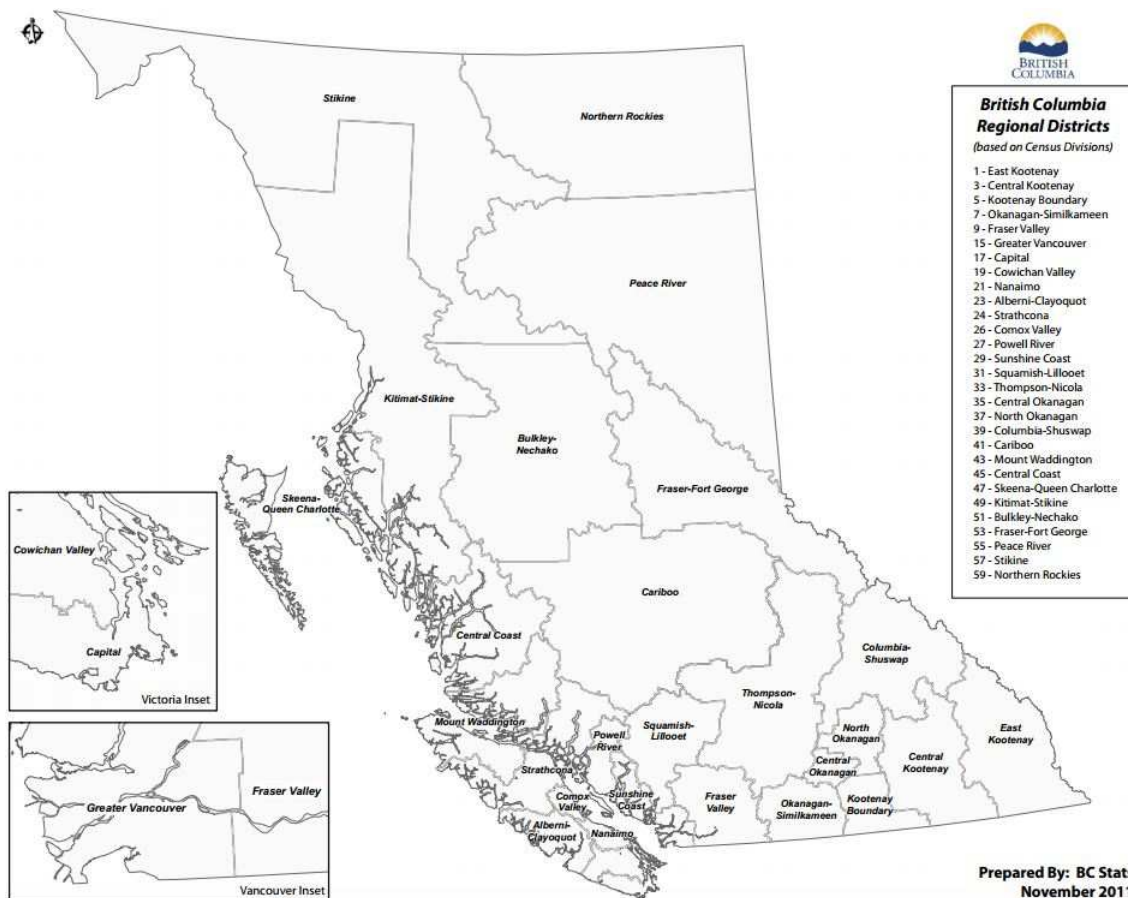 BRITISH
COLUMBIA
British Columbia
Regional Districts
(based on Census Divisions)
1 - East Kootenay
3 - Central Kootenay
5 - Kootenay Boundary
7 - Okanagan-Similkameen
9 - Fraser Valley
15 - Greater Vancouver
17 - Capital
19 - Cowichan Valley
21 - Nanaimo
23 - Alberni-Clayoquot
24 - Strathcona
26 - Comox Valley
27 - Powell River
29 - Sunshine Coast
31 - Squamish-Lillooet
33 - Thompson-Nicola
35 - Central Okanagan
37 - North Okanagan
39 - Columbia-Shuswap
41 - Cariboo
43 - Mount Waddington
45 - Central Coast
47 - Skeena-Queen Charlotte
49 - Kitimat-Stikine
51 - Bulkley-Nechako
53 - Fraser-Fort George
55 - Peace River
57 - Stikine
59 - Northern Rockies
Stikine
Northern Rockies
Peace River
Kitimat-Stikine
Bulkley-
Nechako
Skeena-
Queen Charlotte
Fraser-Fort George
Cariboo
Central Coast
Columbia-
Shuswap
Thompson-
Nicola
Mount Waddington
Powell
River
Squamish-
Lillooet
North
Okanagan
East
Kootenay
Central
Okanagan
Central
Kootenay
Strathcona
Comox
Valley
Sunshine
Coast
Fraser
Valley
Okanagan-
Similkameen
Kootenay
Boundary
Alberni-
Clayoquot
Nanaimo
Cowichan Valley
Capital
Victoria Inset
Greater Vancouver
Fraser Valley
Vancouver Inset
Prepared By: BC Stats
November 2011